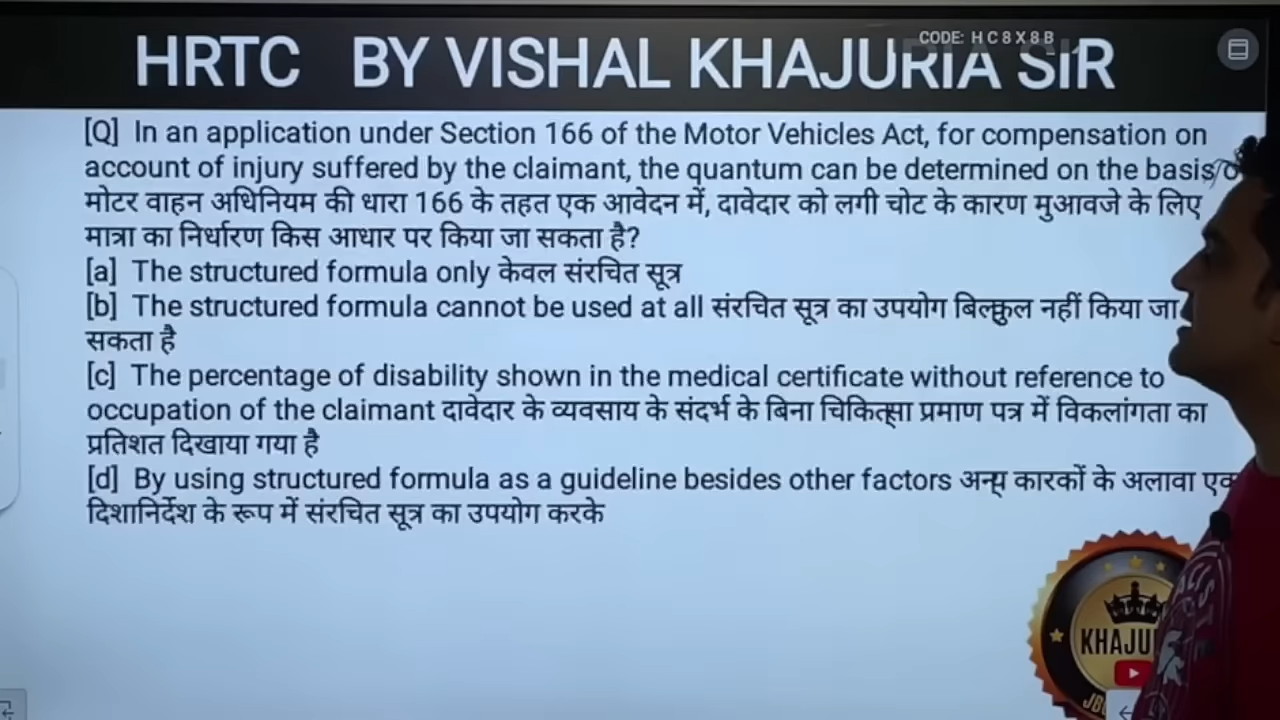 CODE: H C 8 X 8 B
HRTC BY VISHAL KHAJURIA SIR
[Q] In an application under Section 166 of the Motor Vehicles Act, for compensation on
account of injury suffered by the claimant, the quantum can be determined on the basis
मोटर वाहन अधिनियम की धारा 166 के तहत एक आवेदन में, दावेदार को लगी चोट के कारण मुआवजे के लिए
मात्रा का निर्धारण किस आधार पर किया जा सकता है?
[a] The structured formula only केवल संरचित सूत्र
[b] The structured formula cannot be used at all संरचित सूत्र का उपयोग बिल्कुल नहीं किया जा
सकता है
[c] The percentage of disability shown in the medical certificate without reference to
occupation of the claimant दावेदार के व्यवसाय के संदर्भ के बिना चिकित्सा प्रमाण पत्र में विकलांगता का
प्रतिशत दिखाया गया है
[d] By using structured formula as a guideline besides other factors अन्य कारकों के अलावा एक
दिशानिर्देश के रूप में संरचित सूत्र का उपयोग करके